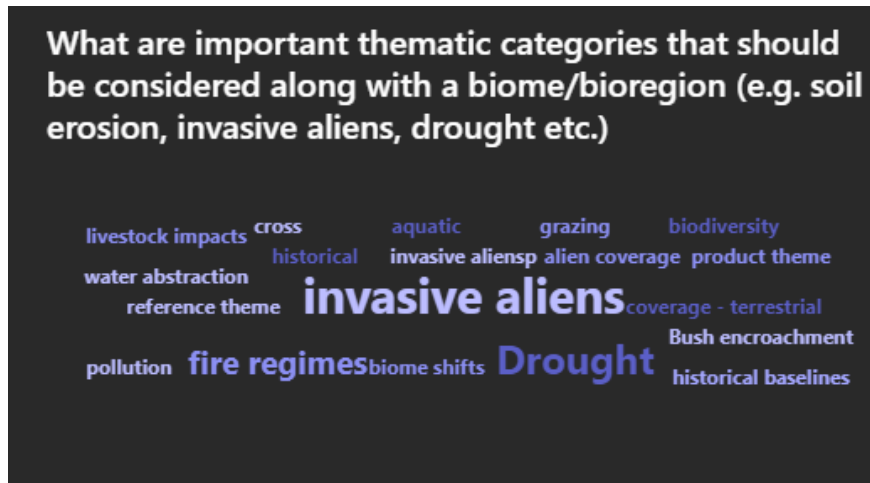 What are important thematic categories that should
be considered along with a biome/bioregion (e.g. soil
erosion, invasive aliens, drought etc.)
livestock impacts cross aquatic grazing biodiversity
historical invasive aliensp alien coverage product theme
water abstraction
reference theme invasive aliens coverage - terrestrial
Bush encroachment
pollution fire regimes biome shifts Drought
historical baselines